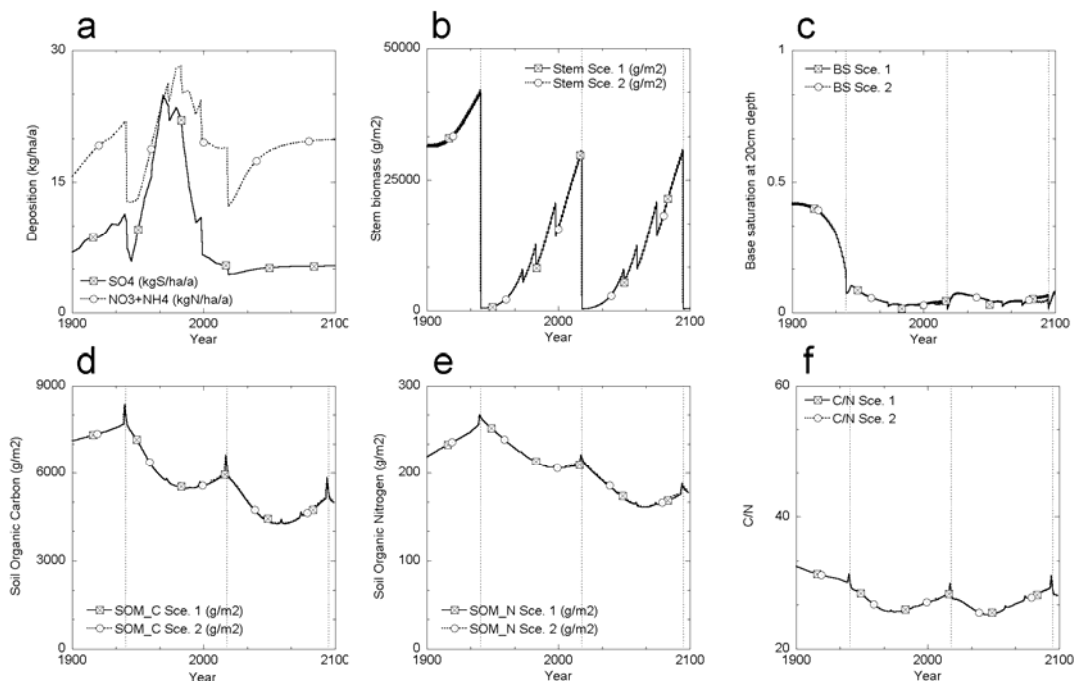 a
30
15
0
Deposition (kg/ha/a)
SO4 (kgS/ha/a)
NO3+NH4 (kgN/ha/a)
1900
2000
210
Year
b
50000
25000
0
Stem biomass (g/m2)
Stem Sce. 1 (g/m2)
Stem Sce. 2 (g/m2)
1900
2000
2100
Year
c
1
0.5
0
Base saturation at 20cm depth
BS Sce. 1
BS Sce. 2
1900
2000
2100
Year
d
9000
6000
3000
0
Soil Organic Carbon (g/m2)
SOM_C Sce. 1 (g/m2)
SOM_C Sce. 2 (g/m2)
1900
2000
2100
Year
e
300
200
100
0
Soil Organic Nitrogen (g/m2)
SOM_N Sce. 1 (g/m2)
SOM_N Sce. 2 (g/m2)
1900
2000
2100
Year
f
60
40
20
C/N
C/N Sce. 1
C/N Sce. 2
1900
2000
2100
Year